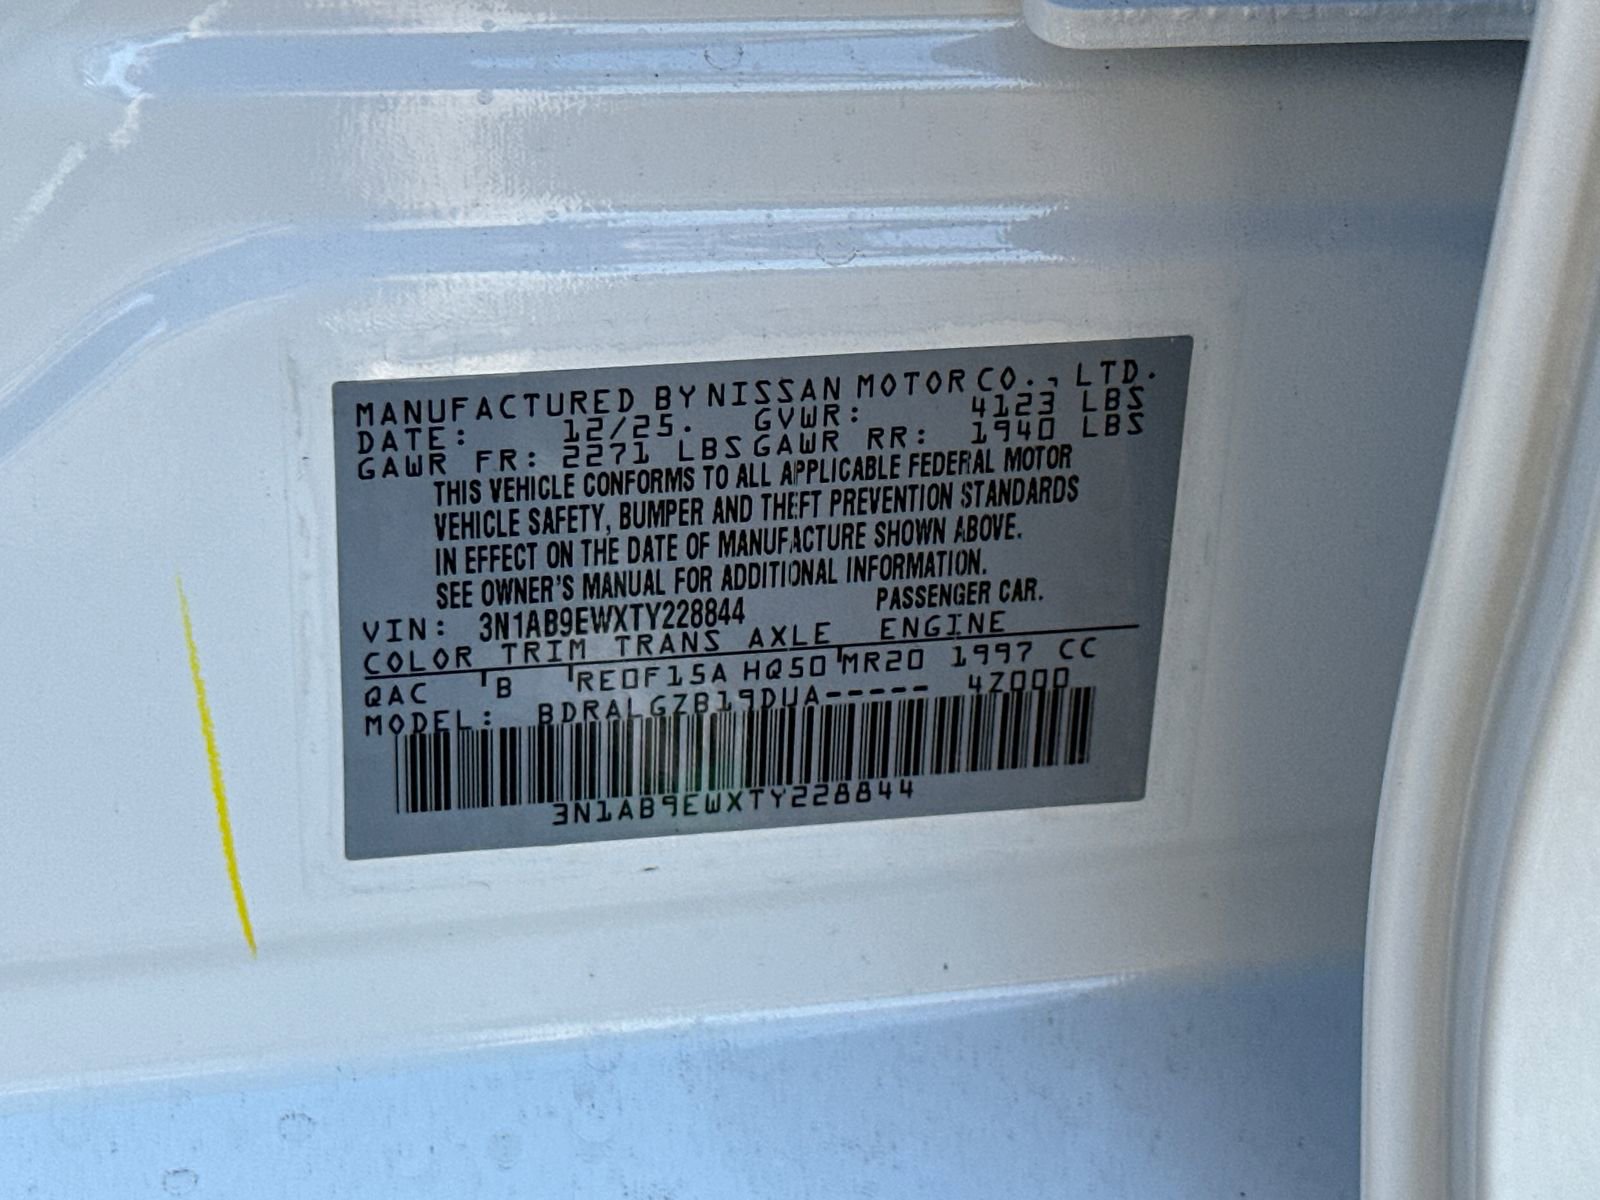 MANUFACTURED BY NISSAN MOTOR CO., LTD.
DATE: 12/25. GVWR: 4123 LBS
GAWR FR: 2271 LBS GAWR RR: 1940 LBS
THIS VEHICLE CONFORMS TO ALL APPLICABLE FEDERAL MOTOR
VEHICLE SAFETY, BUMPER AND THEFT PREVENTION STANDARDS
IN EFFECT ON THE DATE OF MANUFACTURE SHOWN ABOVE.
SEE OWNER'S MANUAL FOR ADDITIONAL INFORMATION.
VIN: 3N1AB9EWXTY228844 PASSENGER CAR.
COLOR TRIM TRANS AXLE ENGINE
QAC B RE0F15A HQ50 MR20 1997 CC
MODEL: BDRALGZB19DUA----- 4Z000
3N1AB9EWXTY228844